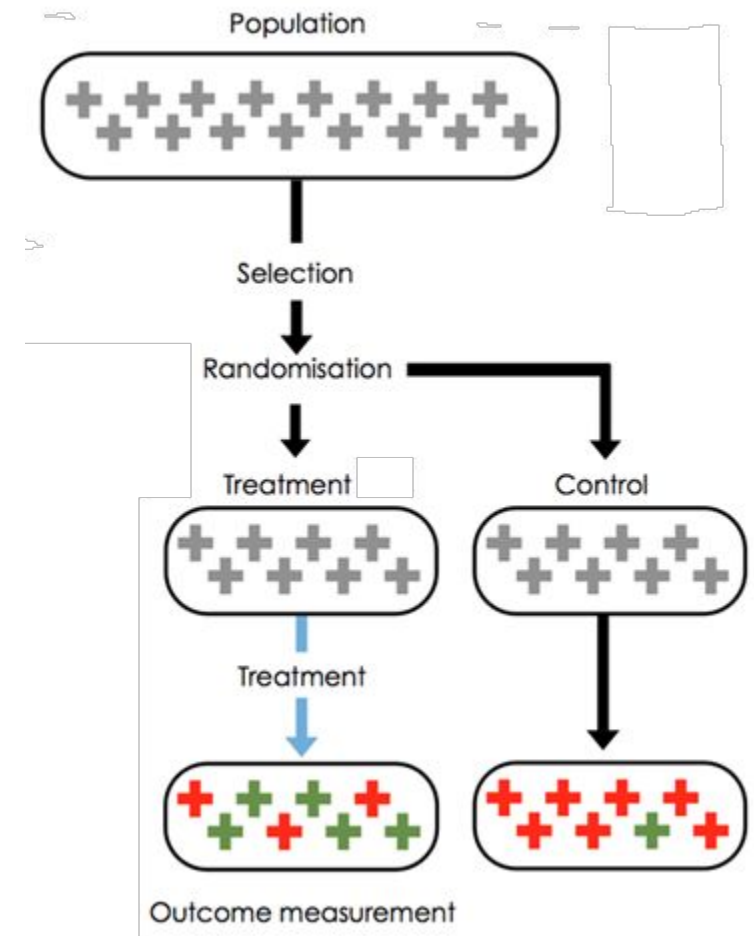 Population
Selection
Randomisation
Treatment
Control
Treatment
Outcome measurement